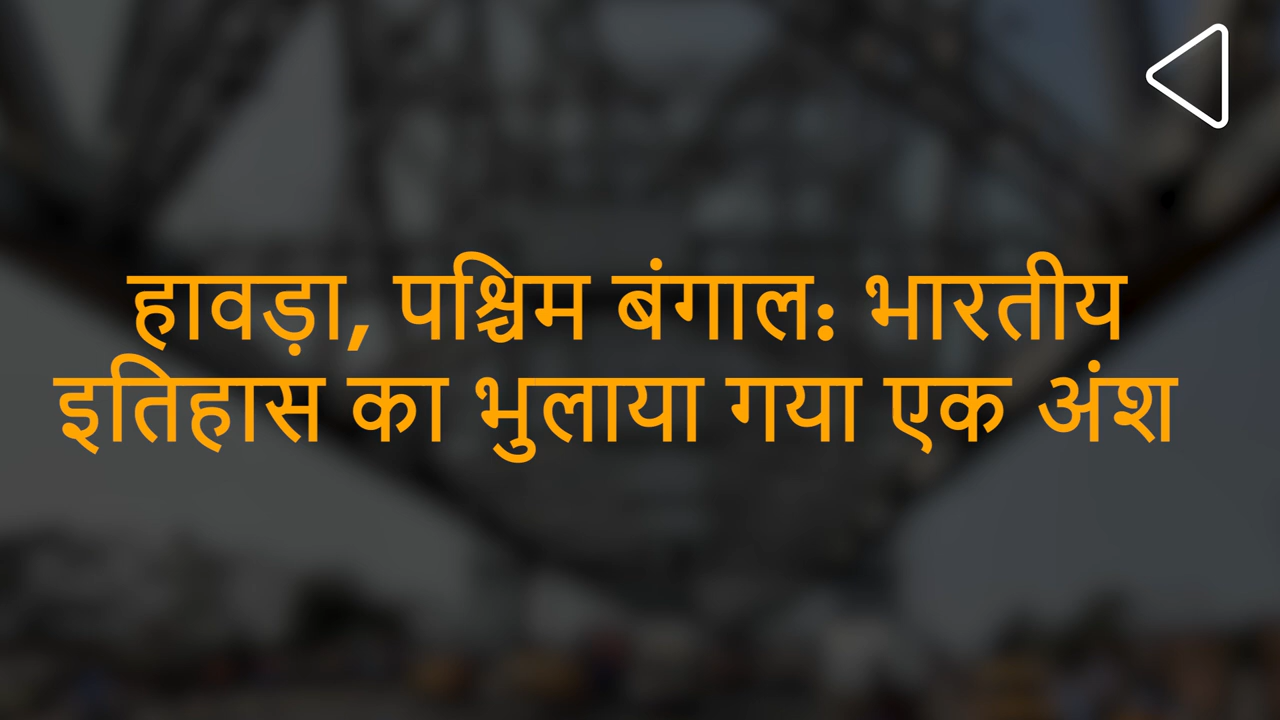 हावड़ा, पश्चिम बंगाल: भारतीय
इतिहास का भुलाया गया एक अंश